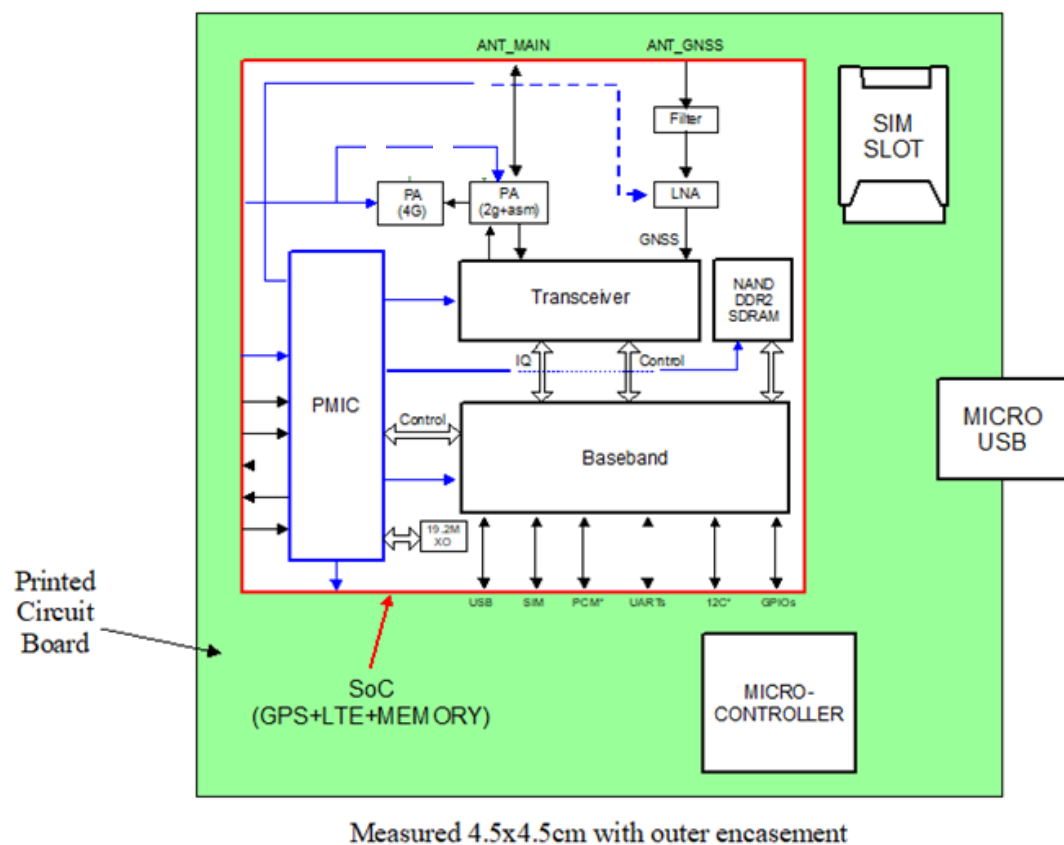 ANT_MAIN
ANT_GNSS
Filter
SIM
SLOT
PA
(4G)
PA
(2g+asm)
LNA
GNSS
Transceiver
NAND
DDR2
SDRAM
IQ
Control
PMIC
Control
Baseband
MICRO
USB
19.2M
XO
USB
SIM
PCM*
UARTs
12C*
GPIOs
Printed
Circuit
Board
SoC
(GPS+LTE+MEMORY)
MICRO-
CONTROLLER
Measured 4.5x4.5cm with outer encasement